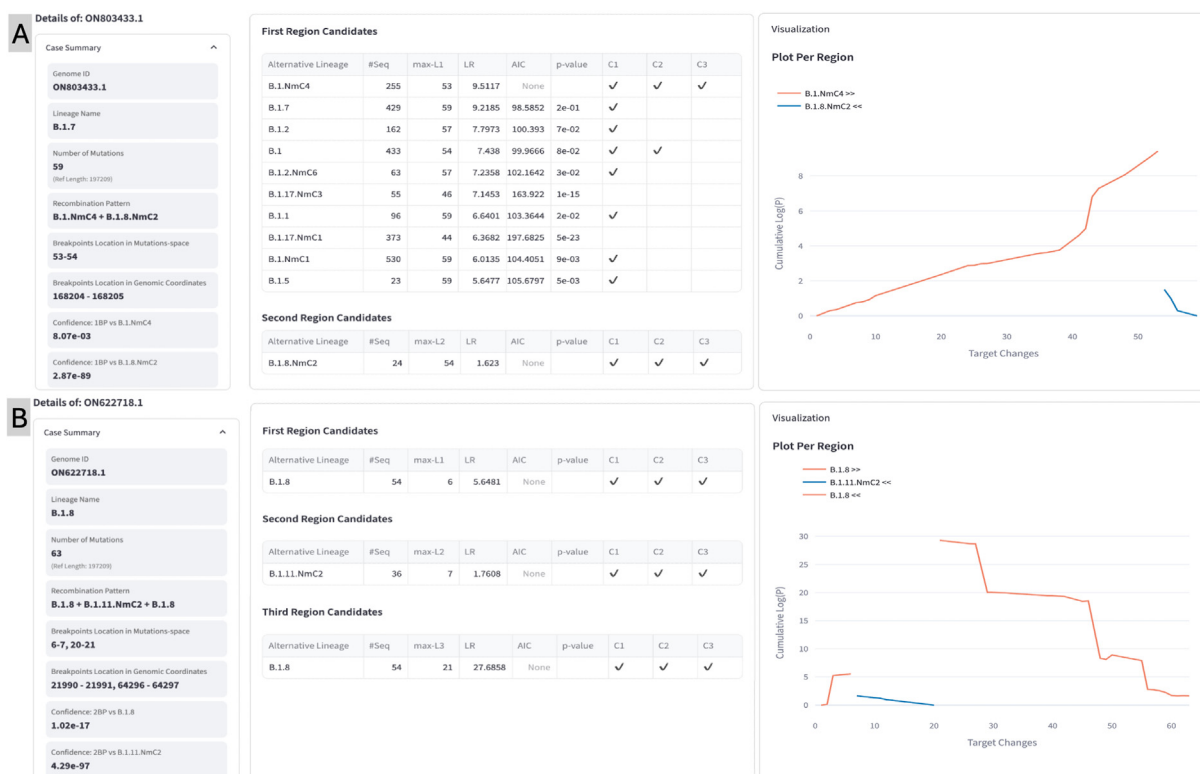 A
Details of: ON803433.1
Case Summary
Genome ID
ON803433.1
Lineage Name
B.1.7
Number of Mutations
59
(Ref Length: 197209)
Recombination Pattern
B.1.NmC4 + B.1.8.NmC2
Breakpoints Location in Mutations-space
53-54
Breakpoints Location in Genomic Coordinates
168204 - 168205
Confidence: 1BP vs B.1.NmC4
8.07e-03
Confidence: 1BP vs B.1.8.NmC2
2.87e-89
First Region Candidates
Alternative Lineage #Seq max-L1 LR AIC p-value C1 C2 C3
B.1.NmC4 255 53 9.5117 None ✓ ✓ ✓
B.1.7 429 59 9.2185 98.5852 2e-01 ✓
B.1.2 162 57 7.7973 100.393 7e-02 ✓
B.1 433 54 7.438 99.9666 8e-02 ✓ ✓
B.1.2.NmC6 63 57 7.2358 102.1642 3e-02 ✓
B.1.17.NmC3 55 46 7.1453 163.922 1e-15
B.1.1 96 59 6.6401 103.3644 2e-02 ✓
B.1.17.NmC1 373 44 6.3682 197.6825 5e-23
B.1.NmC1 530 59 6.0135 104.4051 9e-03 ✓
B.1.5 23 59 5.6477 105.6797 5e-03 ✓
Second Region Candidates
Alternative Lineage #Seq max-L2 LR AIC p-value C1 C2 C3
B.1.8.NmC2 24 54 1.623 None ✓ ✓ ✓
Visualization
Plot Per Region
B.1.NmC4 >>
B.1.8.NmC2 <<
Cumulative Log(P)
8
6
4
2
0
0 10 20 30 40 50
Target Changes
B
Details of: ON622718.1
Case Summary
Genome ID
ON622718.1
Lineage Name
B.1.8
Number of Mutations
63
(Ref Length: 197209)
Recombination Pattern
B.1.8 + B.1.11.NmC2 + B.1.8
Breakpoints Location in Mutations-space
6-7, 20-21
Breakpoints Location in Genomic Coordinates
21990 - 21991, 64296 - 64297
Confidence: 2BP vs B.1.8
1.02e-17
Confidence: 2BP vs B.1.11.NmC2
4.29e-97
First Region Candidates
Alternative Lineage #Seq max-L1 LR AIC p-value C1 C2 C3
B.1.8 54 6 5.6481 None ✓ ✓ ✓
Second Region Candidates
Alternative Lineage #Seq max-L2 LR AIC p-value C1 C2 C3
B.1.11.NmC2 36 7 1.7608 None ✓ ✓ ✓
Third Region Candidates
Alternative Lineage #Seq max-L3 LR AIC p-value C1 C2 C3
B.1.8 54 21 27.6858 None ✓ ✓ ✓
Visualization
Plot Per Region
B.1.8 >>
B.1.11.NmC2 <<
B.1.8 <<
Cumulative Log(P)
30
25
20
15
10
5
0
0 10 20 30 40 50 60
Target Changes